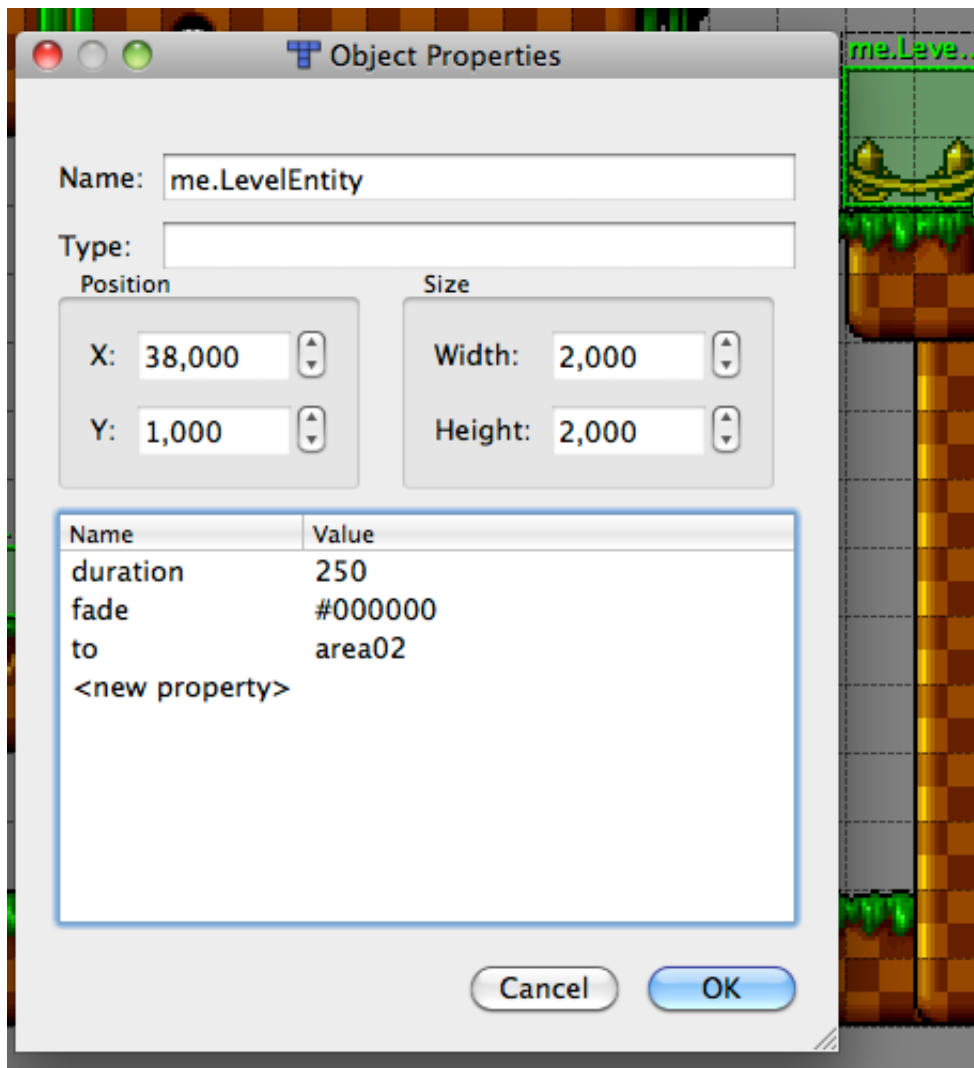 Object Properties
me.Leve...
Name: me.LevelEntity
Type:
Position
Size
X: 38,000
Width: 2,000
Y: 1,000
Height: 2,000
Name Value
duration 250
fade #000000
to area02
<new property>
Cancel OK